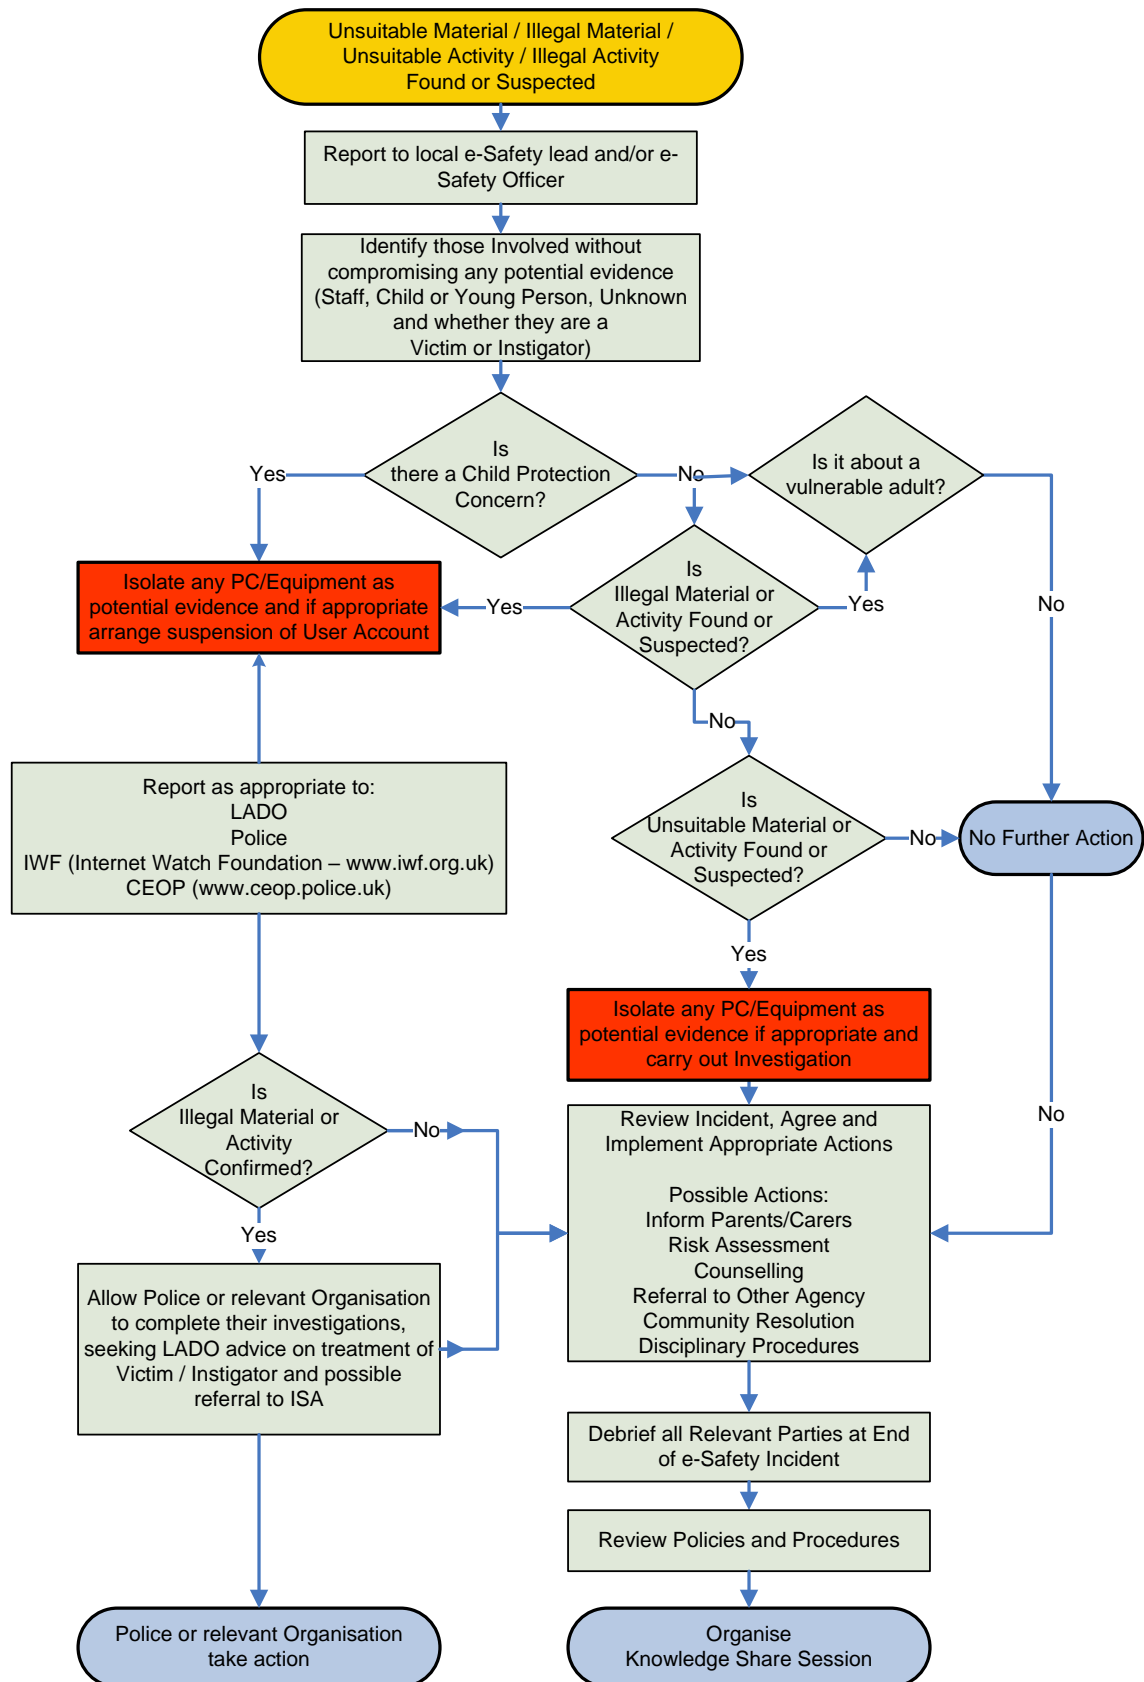 Unsuitable Material / Illegal Material /
Unsuitable Activity / Illegal Activity
Found or Suspected
Report to local e-Safety lead and/or e-
Safety Officer
Identify those Involved without
compromising any potential evidence
(Staff, Child or Young Person, Unknown
and whether they are a
Victim or Instigator)
Is
there a Child Protection
Concern?
Yes
No
Is it about a
vulnerable adult?
No
Isolate any PC/Equipment as
potential evidence and if appropriate
arrange suspension of User Account
Yes
Is
Illegal Material or
Activity Found or
Suspected?
Yes
No
Report as appropriate to:
LADO
Police
IWF (Internet Watch Foundation – www.iwf.org.uk)
CEOP (www.ceop.police.uk)
Is
Unsuitable Material or
Activity Found or
Suspected?
No
No Further Action
Yes
Isolate any PC/Equipment as
potential evidence if appropriate and
carry out Investigation
Is
Illegal Material or
Activity
Confirmed?
No
Yes
Review Incident, Agree and
Implement Appropriate Actions
Possible Actions:
Inform Parents/Carers
Risk Assessment
Counselling
Referral to Other Agency
Community Resolution
Disciplinary Procedures
No
Allow Police or relevant Organisation
to complete their investigations,
seeking LADO advice on treatment of
Victim / Instigator and possible
referral to ISA
Debrief all Relevant Parties at End
of e-Safety Incident
Review Policies and Procedures
Police or relevant Organisation
take action
Organise
Knowledge Share Session